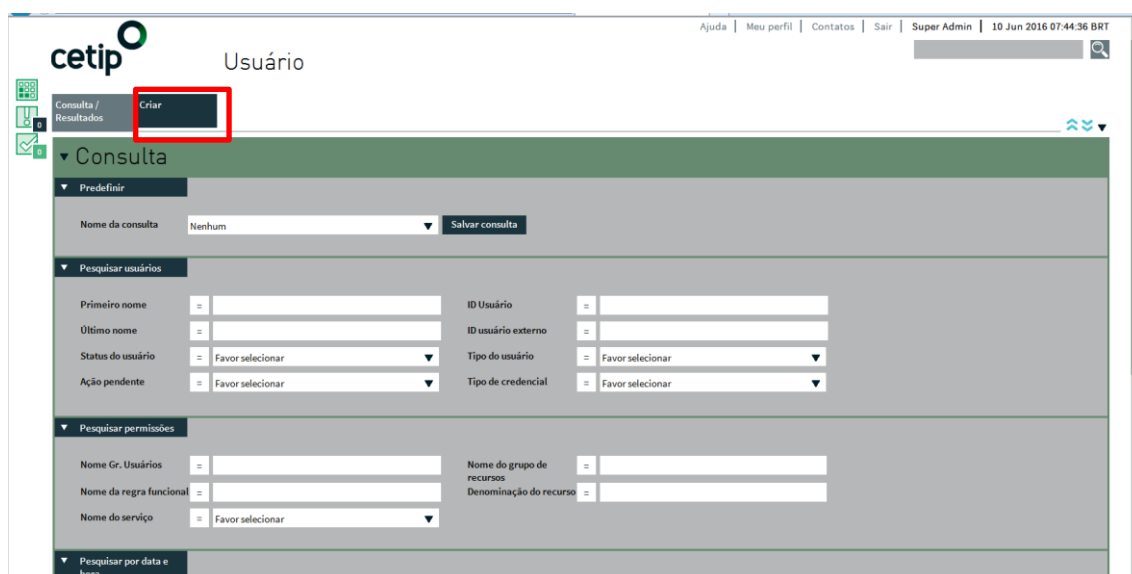 Ajuda | Meu perfil | Contatos | Sair | Super Admin | 10 Jun 2016 07:44:36 BRT
cetip
Usuário
Consulta /
Resultados
Criar
0
0
Consulta
Predefinir
Nome da consulta Nenhum Salvar consulta
Pesquisar usuários
Primeiro nome = ID Usuário =
Último nome = ID usuário externo =
Status do usuário = Favor selecionar Tipo do usuário = Favor selecionar
Ação pendente = Favor selecionar Tipo de credencial = Favor selecionar
Pesquisar permissões
Nome Gr. Usuários = Nome do grupo de =
recursos
Nome da regra funcional = Denominação do recurso =
Nome do serviço = Favor selecionar
Pesquisar por data e
hora